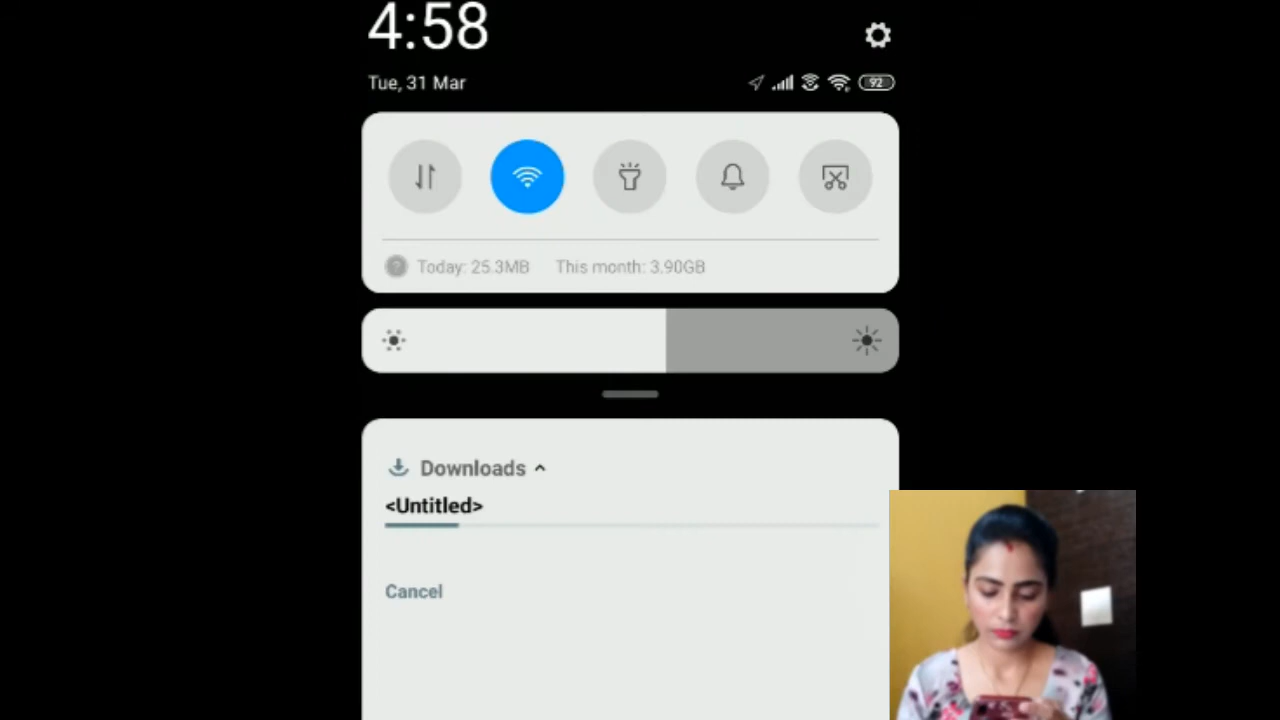 4:58
Tue, 31 Mar
92
Today: 25.3MB This month: 3.90GB
Downloads
<Untitled>
Cancel